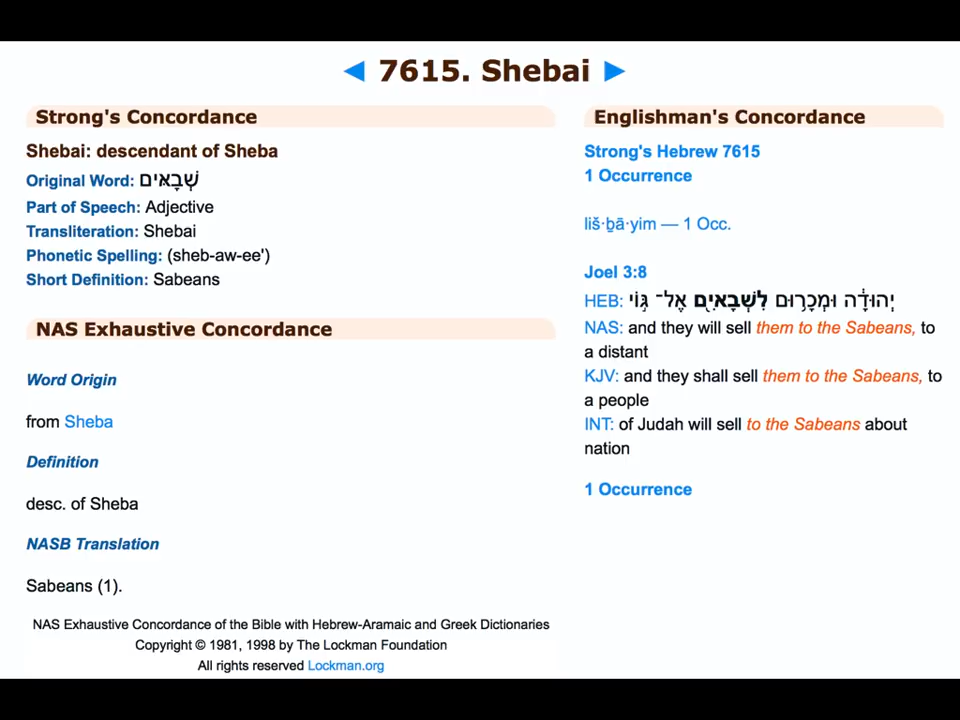 ◄ 7615. Shebai ►
Strong's Concordance
Shebai: descendant of Sheba
Original Word: שְׁבָאִים
Part of Speech: Adjective
Transliteration: Shebai
Phonetic Spelling: (sheb-aw-ee')
Short Definition: Sabeans
NAS Exhaustive Concordance
Word Origin
from Sheba
Definition
desc. of Sheba
NASB Translation
Sabeans (1).
NAS Exhaustive Concordance of the Bible with Hebrew-Aramaic and Greek Dictionaries
Copyright © 1981, 1998 by The Lockman Foundation
All rights reserved Lockman.org
Englishman's Concordance
Strong's Hebrew 7615
1 Occurrence
liš·ḇā·yim — 1 Occ.
Joel 3:8
HEB: יְהוּדָ֔ה וּמְכָר֥וּם לִשְׁבָאיִ֖ם אֶל־ גּ֣וֹי
NAS: and they will sell them to the Sabeans, to
a distant
KJV: and they shall sell them to the Sabeans, to
a people
INT: of Judah will sell to the Sabeans about
nation
1 Occurrence